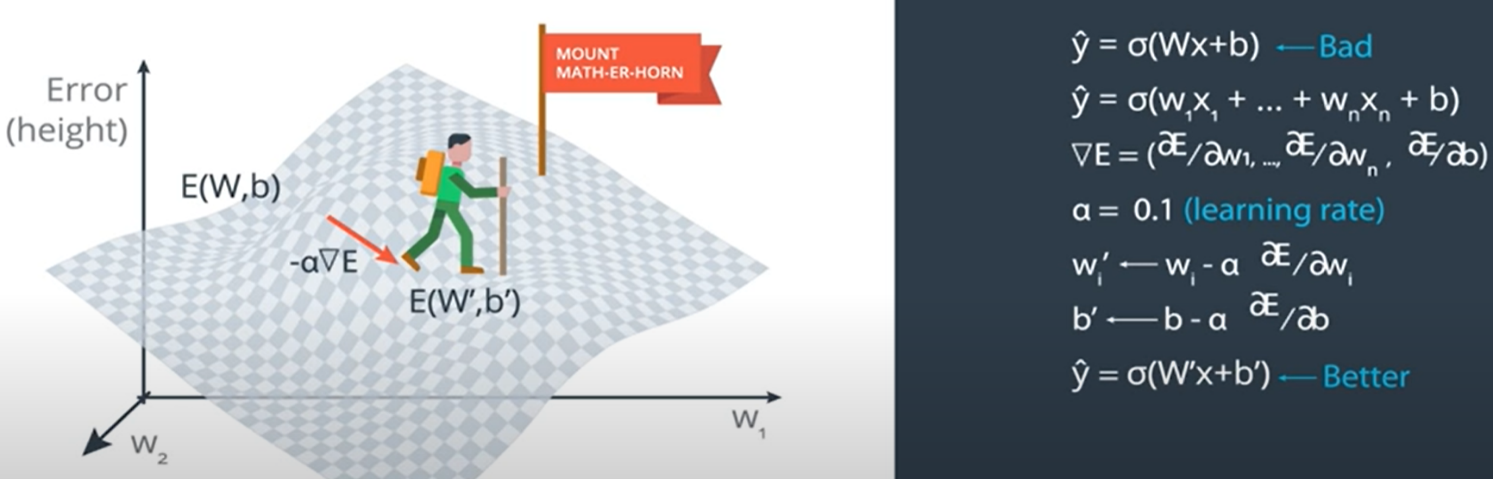 Error
(height)
MOUNT
MATH-ER-HORN
E(W,b)
-α∇E
E(W′,b′)
W₁
W₂
ŷ = σ(Wx+b) ← Bad
ŷ = σ(w₁x₁ + ... + wₙxₙ + b)
∇E = (∂E/∂w₁, ..., ∂E/∂wₙ, ∂E/∂b)
α = 0.1 (learning rate)
wᵢ′ ← wᵢ - α ∂E/∂wᵢ
b′ ← b - α ∂E/∂b
ŷ = σ(W′x+b′) ← Better